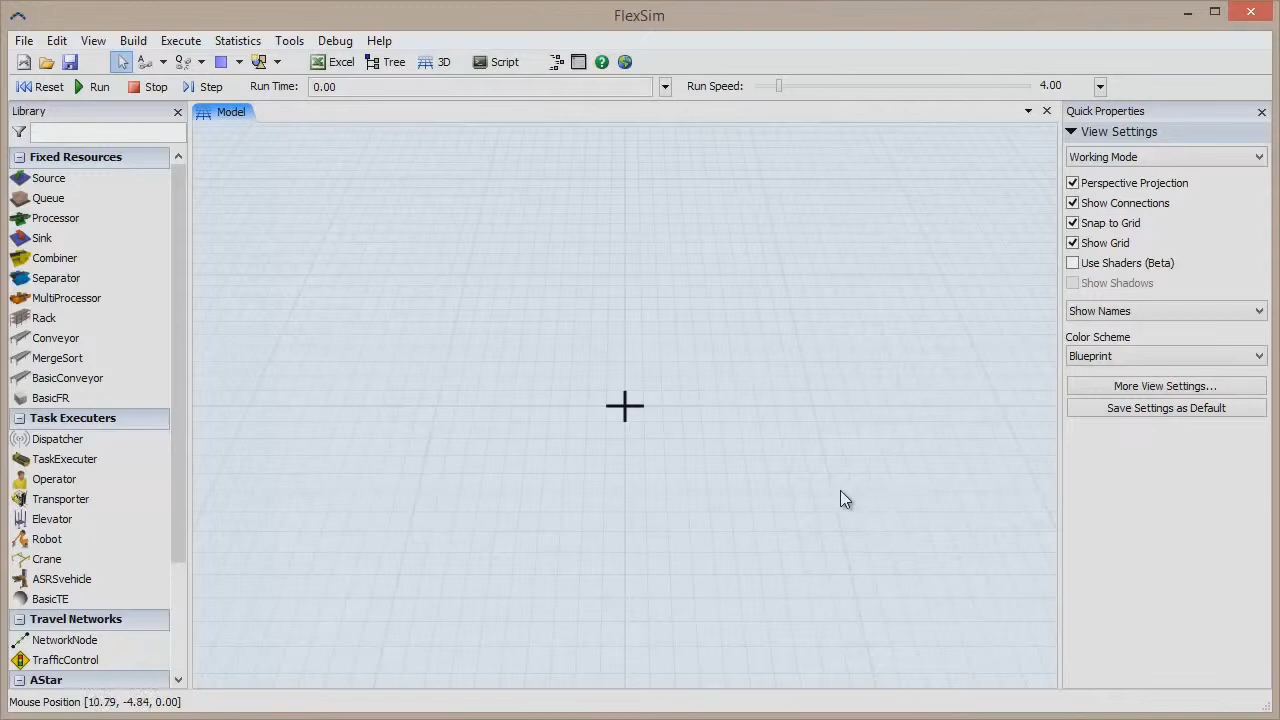 FlexSim
File Edit View Build Execute Statistics Tools Debug Help
Excel Tree 3D Script
Reset Run Stop Step Run Time: 0.00 Run Speed: 4.00
Library
Fixed Resources
Source
Queue
Processor
Sink
Combiner
Separator
MultiProcessor
Rack
Conveyor
MergeSort
BasicConveyor
BasicFR
Task Executers
Dispatcher
TaskExecuter
Operator
Transporter
Elevator
Robot
Crane
ASRSvehicle
BasicTE
Travel Networks
NetworkNode
TrafficControl
AStar
Model
Quick Properties
View Settings
Working Mode
Perspective Projection
Show Connections
Snap to Grid
Show Grid
Use Shaders (Beta)
Show Shadows
Show Names
Color Scheme
Blueprint
More View Settings...
Save Settings as Default
Mouse Position [10.79, -4.84, 0.00]